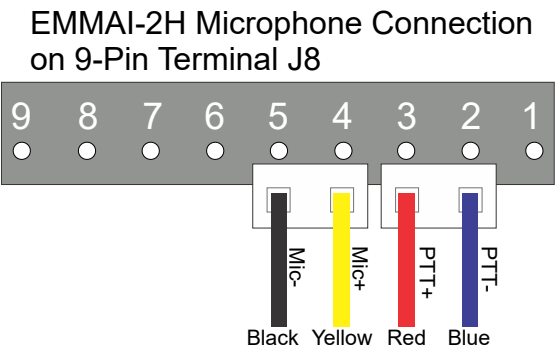 EMMAI-2H Microphone Connection
on 9-Pin Terminal J8
9 8 7 6 5 4 3 2 1
Mic- Mic+ PTT+ PTT-
Black Yellow Red Blue